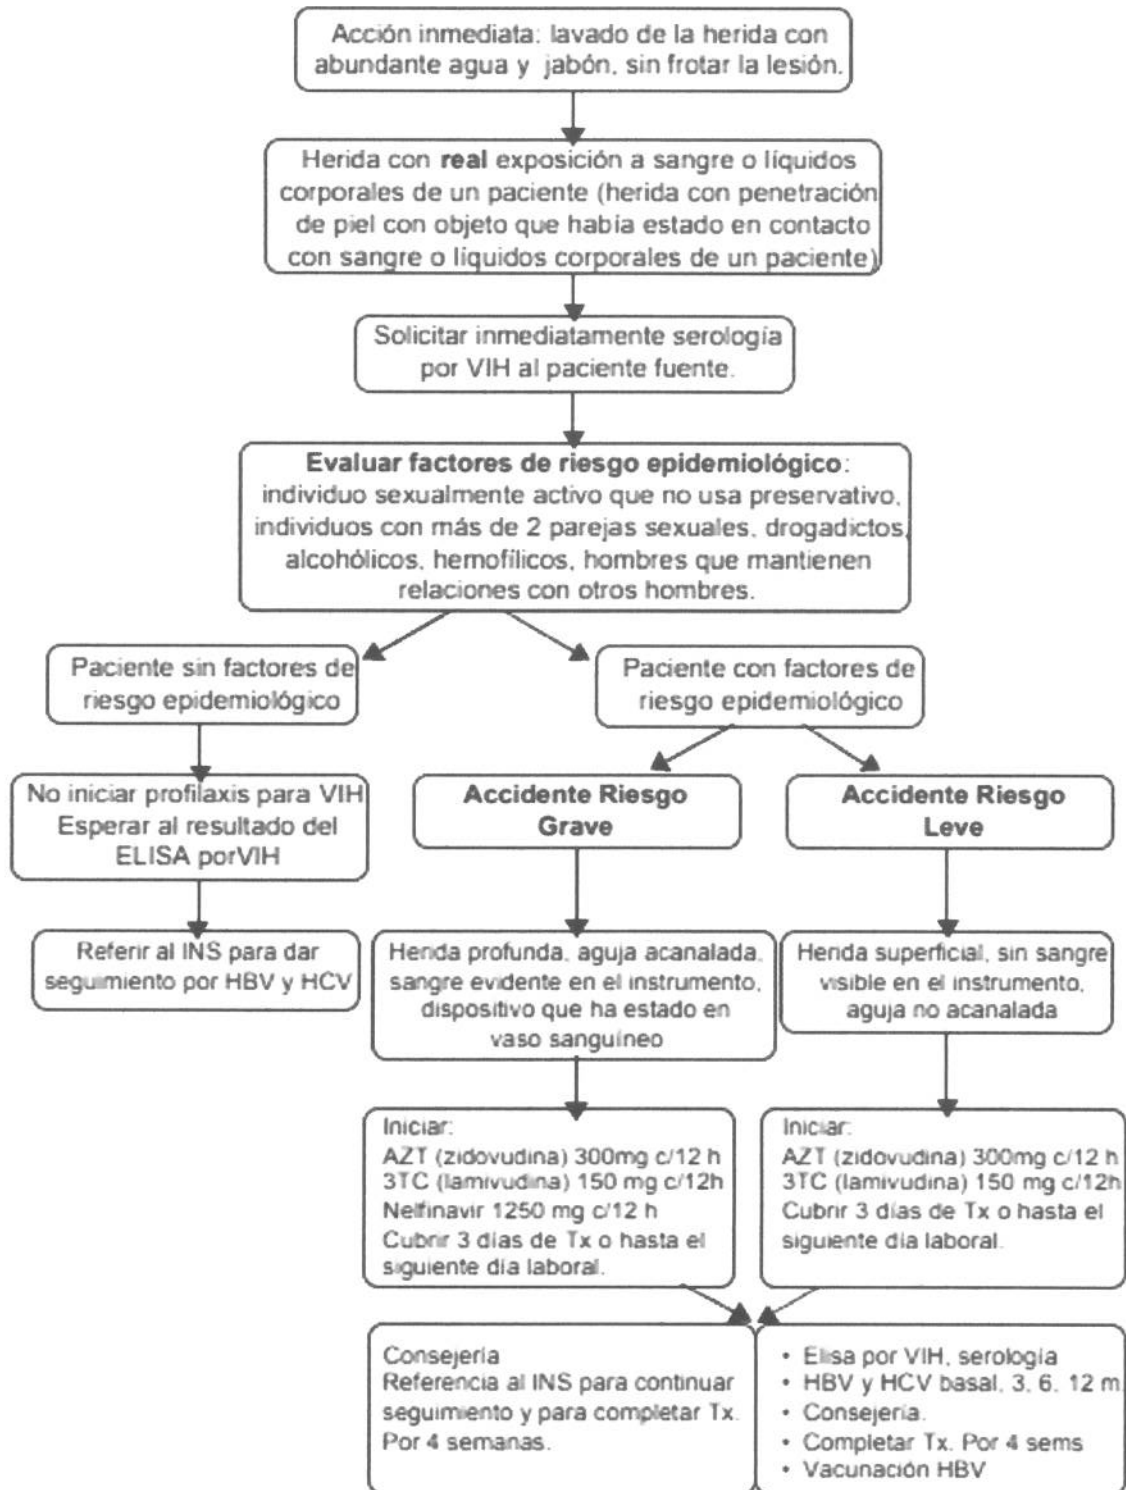 Acción inmediata: lavado de la herida con
abundante agua y jabón, sin frotar la lesión.
Herida con real exposición a sangre o líquidos
corporales de un paciente (herida con penetración
de piel con objeto que había estado en contacto
con sangre o líquidos corporales de un paciente)
Solicitar inmediatamente serología
por VIH al paciente fuente.
Evaluar factores de riesgo epidemiológico:
individuo sexualmente activo que no usa preservativo,
individuos con más de 2 parejas sexuales, drogadictos,
alcohólicos, hemofílicos, hombres que mantienen
relaciones con otros hombres.
Paciente sin factores de
riesgo epidemiológico
Paciente con factores de
riesgo epidemiológico
No iniciar profilaxis para VIH
Esperar al resultado del
ELISA porVIH
Accidente Riesgo
Grave
Accidente Riesgo
Leve
Referir al INS para dar
seguimiento por HBV y HCV
Herida profunda, aguja acanalada,
sangre evidente en el instrumento,
dispositivo que ha estado en
vaso sanguíneo
Herida superficial, sin sangre
visible en el instrumento,
aguja no acanalada
Iniciar:
AZT (zidovudina) 300mg c/12 h
3TC (lamivudina) 150 mg c/12h
Nelfinavir 1250 mg c/12 h
Cubrir 3 días de Tx o hasta el
siguiente día laboral.
Iniciar:
AZT (zidovudina) 300mg c/12 h
3TC (lamivudina) 150 mg c/12h
Cubrir 3 días de Tx o hasta el
siguiente día laboral.
Consejería
Referencia al INS para continuar
seguimiento y para completar Tx.
Por 4 semanas.
• Elisa por VIH, serología
• HBV y HCV basal, 3, 6, 12 m.
• Consejería.
• Completar Tx. Por 4 sems
• Vacunación HBV